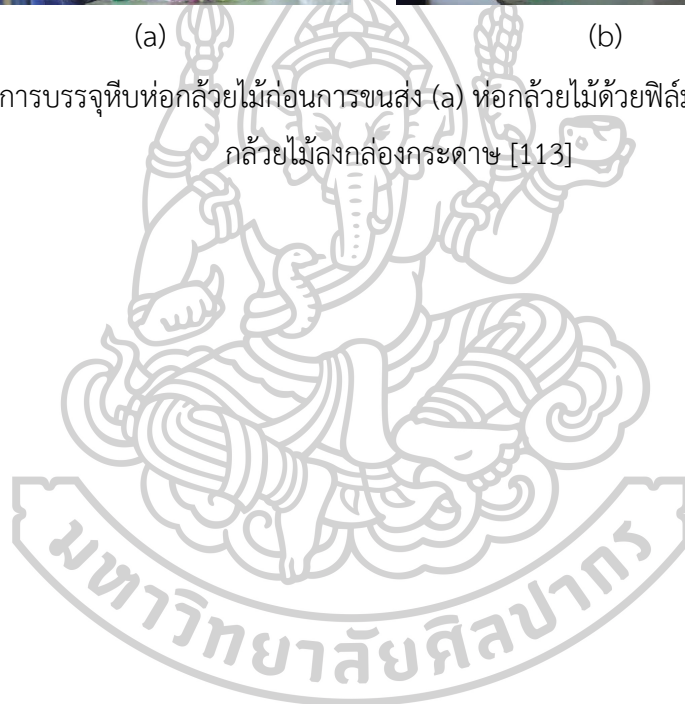 (a) (b)
การบรรจุหีบห่อกล้วยไม้ก่อนการขนส่ง (a) ห่อกล้วยไม้ด้วยฟิล์ม
กล้วยไม้ลงกล่องกระดาษ [113]
มหาวิทยาลัยศิลปากร